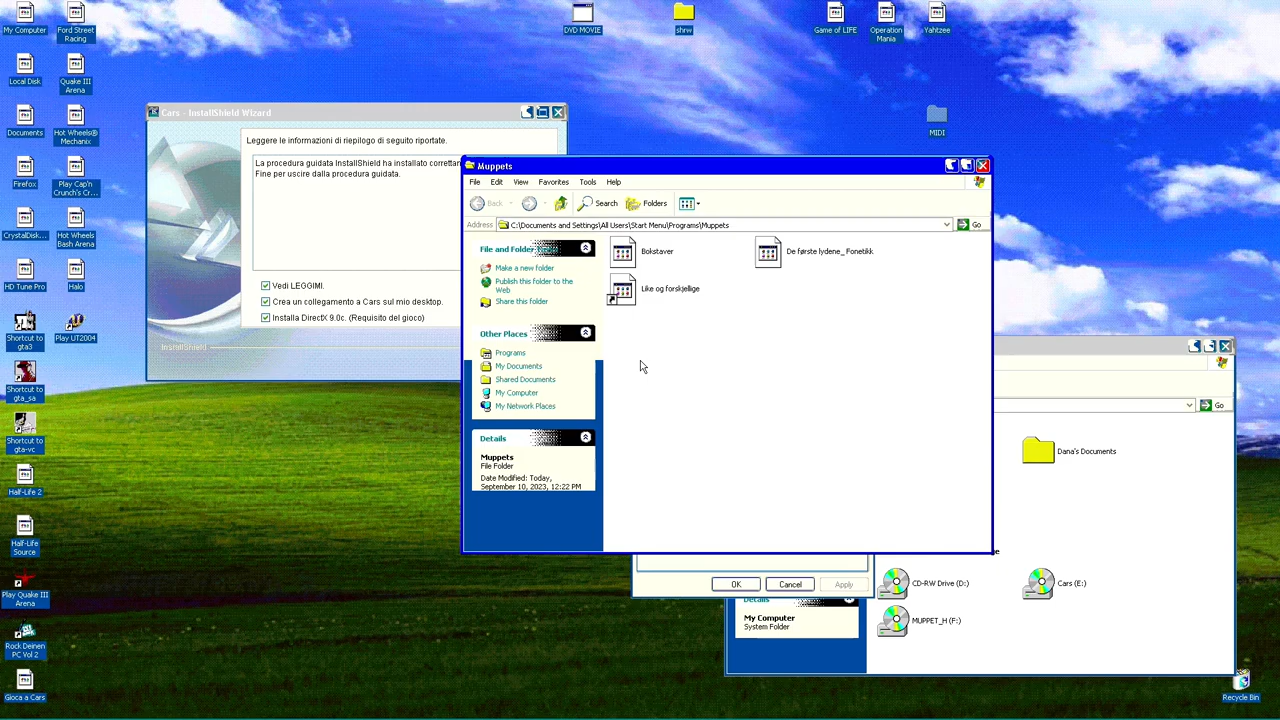 My Computer
Ford Street
Racing
DVD MOVIE
shrw
Game of LIFE
Operation
Mania
Yahtzee
Local Disk
Quake III
Arena
Documents
Hot Wheels®
Mechanix
MIDI
Firefox
Play Cap'n
Crunch's Cr...
CrystalDisk...
Hot Wheels
Bash Arena
HD Tune Pro
Halo
Shortcut to
gta3
Play UT2004
Shortcut to
gta_sa
Shortcut to
gta-vc
Half-Life 2
Half-Life
Source
Play Quake III
Arena
Rock Deinen
PC Vol 2
Gioca a Cars
Recycle Bin
Cars - InstallShield Wizard
Leggere le informazioni di riepilogo di seguito riportate.
La procedura guidata InstallShield ha installato
Fine per uscire dalla procedura guidata.
Vedi LEGGIMI.
Crea un collegamento a Cars sul mio desktop.
Installa DirectX 9.0c. (Requisito del gioco)
InstallShield
Muppets
File Edit View Favorites Tools Help
Back Search Folders
Address C:\Documents and Settings\All Users\Start Menu\Programs\Muppets Go
File and Folder
Make a new folder
Publish this folder to the
Web
Share this folder
Other Places
Programs
My Documents
Shared Documents
My Computer
My Network Places
Details
Muppets
File Folder
Date Modified: Today,
September 10, 2023, 12:22 PM
Bokstaver
De første lydene_ Fonetikk
Like og forskjellige
OK Cancel Apply
Go
Dana's Documents
CD-RW Drive (D:)
Cars (E:)
MUPPET_H (F:)
Details
My Computer
System Folder